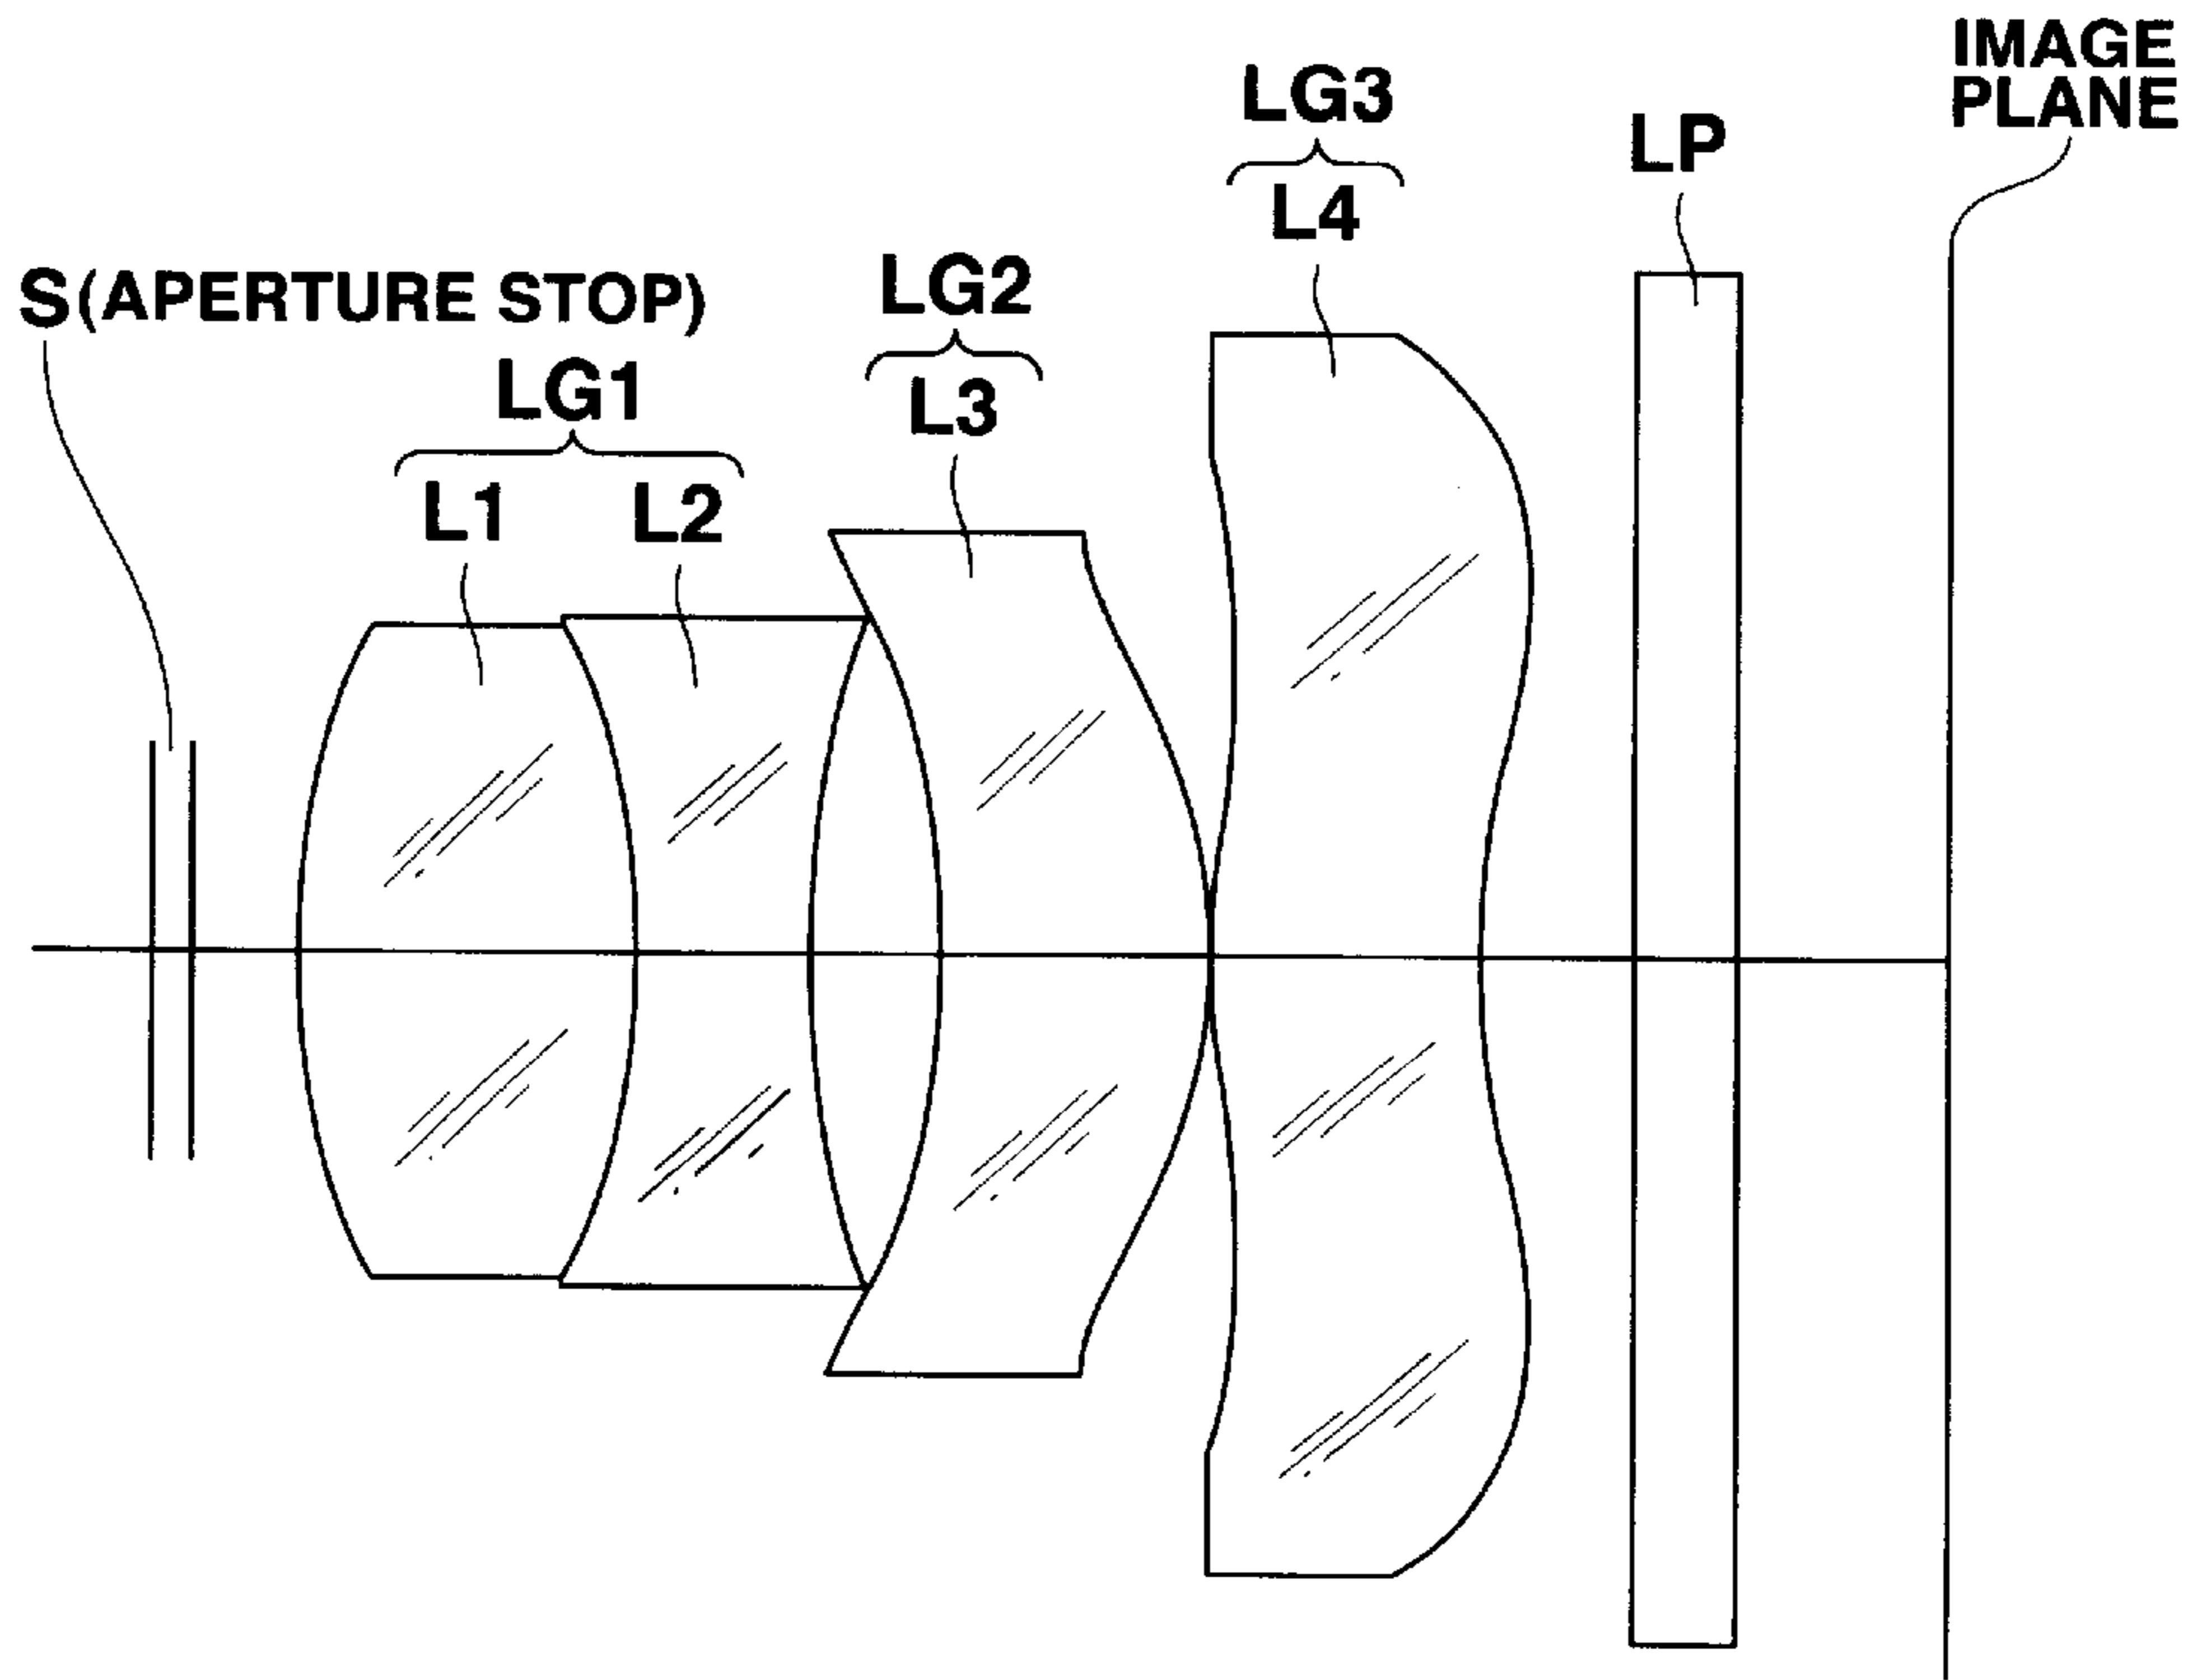 IMAGE
PLANE
LG3
L4
LP
LG2
L3
S(APERTURE STOP)
LG1
L1 L2